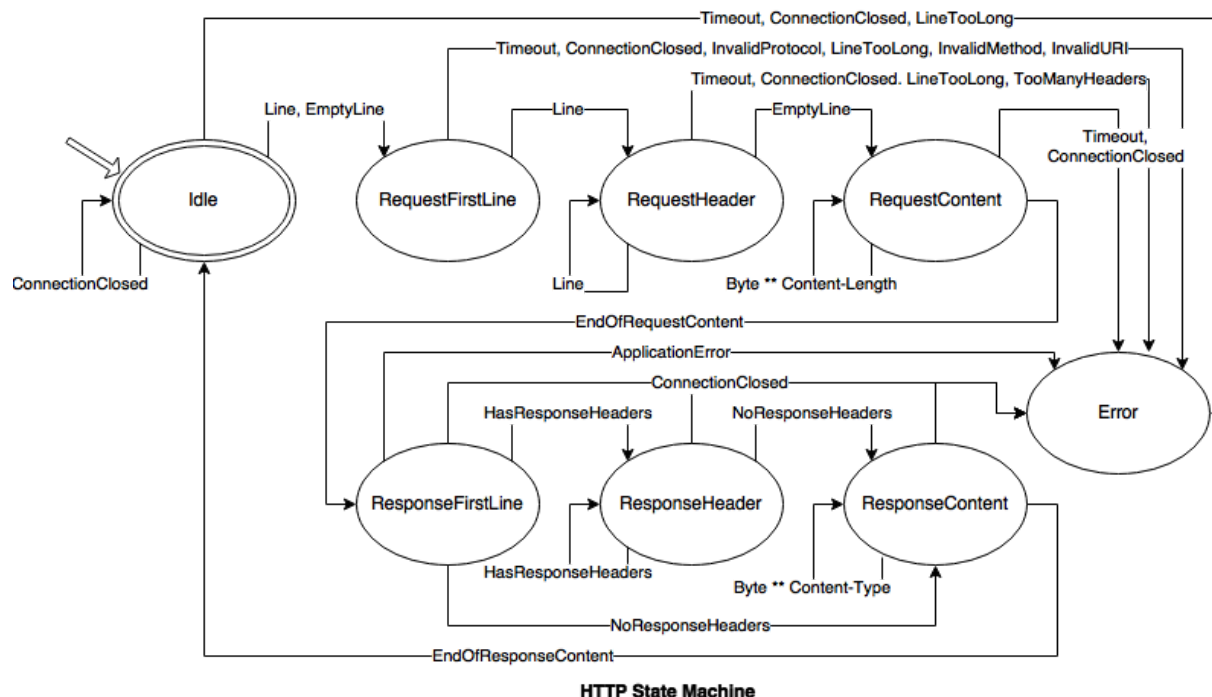 Timeout, ConnectionClosed, LineTooLong
Timeout, ConnectionClosed, InvalidProtocol, LineTooLong, InvalidMethod, InvalidURI
Timeout, ConnectionClosed. LineTooLong, TooManyHeaders
Line, EmptyLine
Line
EmptyLine
Timeout,
ConnectionClosed
Idle
RequestFirstLine
RequestHeader
RequestContent
ConnectionClosed
Line
Byte ** Content-Length
EndOfRequestContent
ApplicationError
ConnectionClosed
HasResponseHeaders
NoResponseHeaders
Error
ResponseFirstLine
ResponseHeader
ResponseContent
HasResponseHeaders
Byte ** Content-Type
NoResponseHeaders
EndOfResponseContent
HTTP State Machine